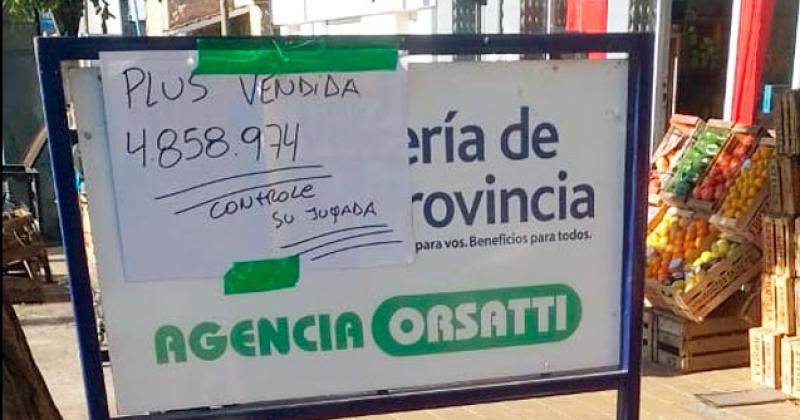 PLUS VENDIDA
4.858.974
CONTROLE
SU JUGADA
ería de
rovincia
para vos. Beneficios para todos.
AGENCIA ORSATTI